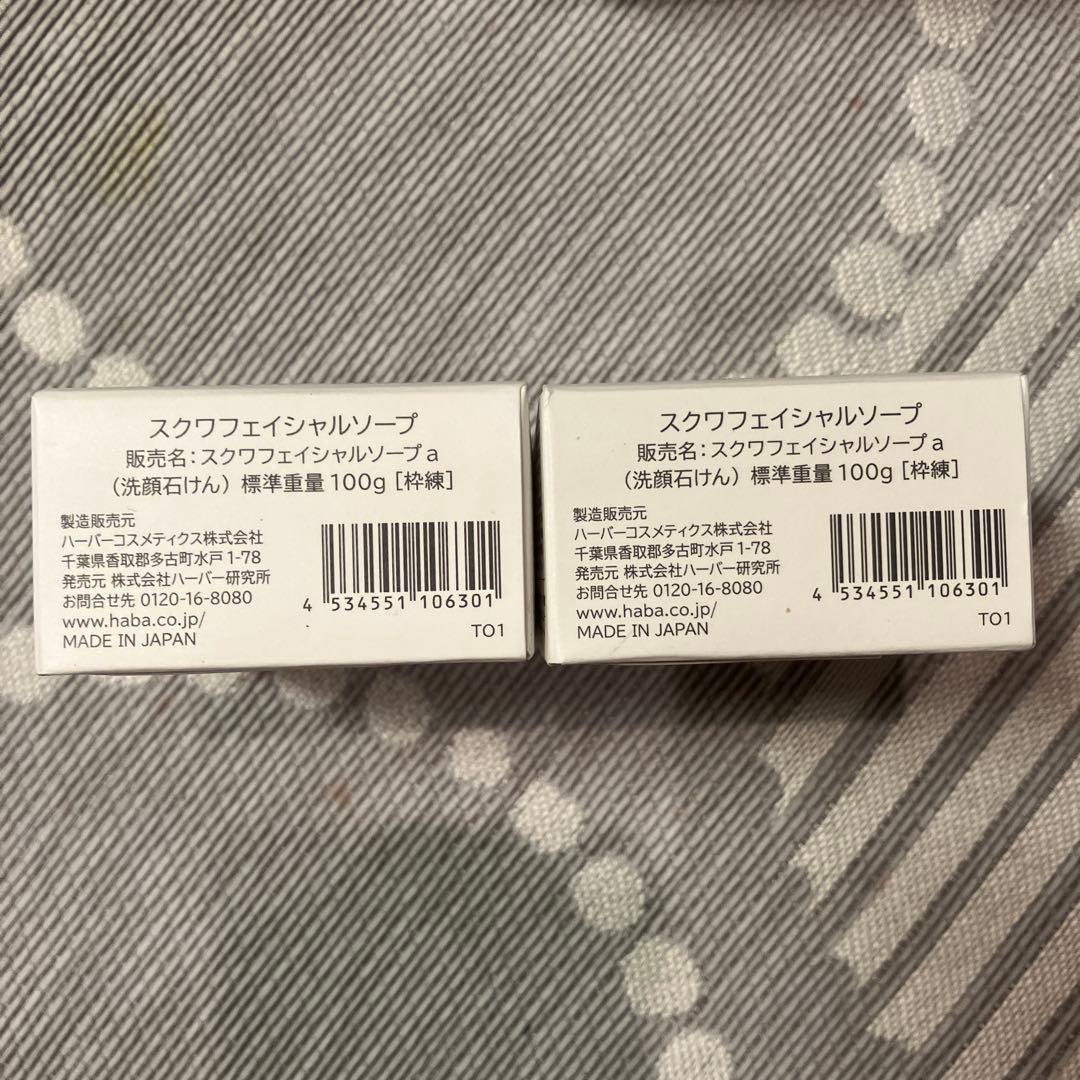 スクワフェイシャルソープ
販売名：スクワフェイシャルソープa
（洗顔石けん）標準重量100g［枠練］
製造販売元
ハーバーコスメティクス株式会社
千葉県香取郡多古町水戸1-78
発売元 株式会社ハーバー研究所
お問合せ先 0120-16-8080
www.haba.co.jp/
MADE IN JAPAN
4 534551 106301
TO1
スクワフェイシャルソープ
販売名：スクワフェイシャルソープa
（洗顔石けん）標準重量100g［枠練］
製造販売元
ハーバーコスメティクス株式会社
千葉県香取郡多古町水戸1-78
発売元 株式会社ハーバー研究所
お問合せ先 0120-16-8080
www.haba.co.jp/
MADE IN JAPAN
4 534551 106301
TO1